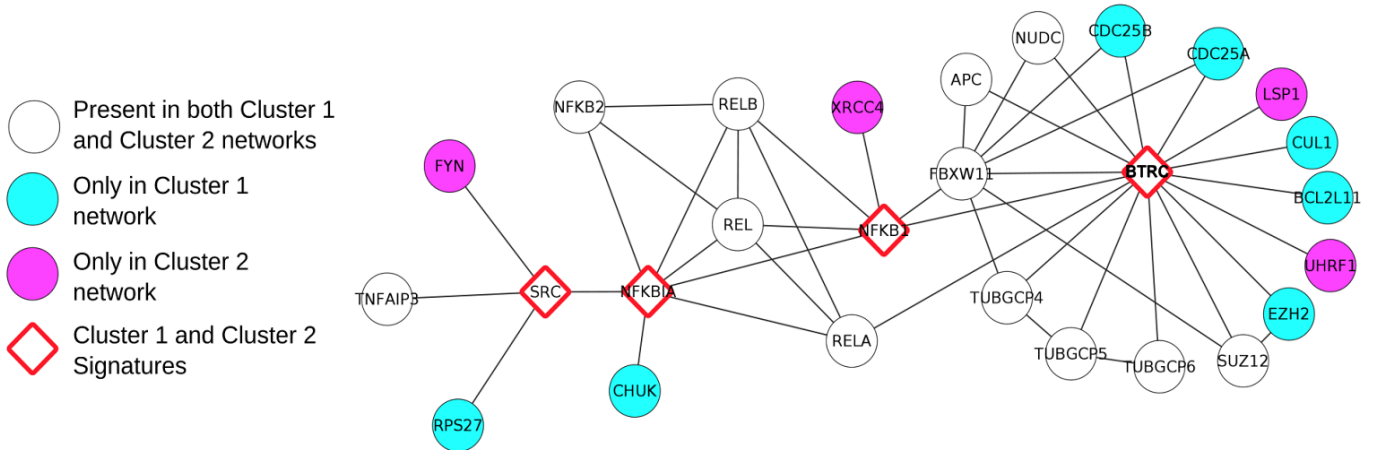 Present in both Cluster 1
and Cluster 2 networks
Only in Cluster 1
network
Only in Cluster 2
network
Cluster 1 and Cluster 2
Signatures
NUDC
CDC25B
CDC25A
APC
LSP1
NFKB2
RELB
XRCC4
CUL1
FYN
FBXW11
BTRC
BCL2L11
REL
NFKB1
UHRF1
TNFAIP3
SRC
NFKBIA
TUBGCP4
EZH2
RELA
TUBGCP5
TUBGCP6
SUZ12
CHUK
RPS27